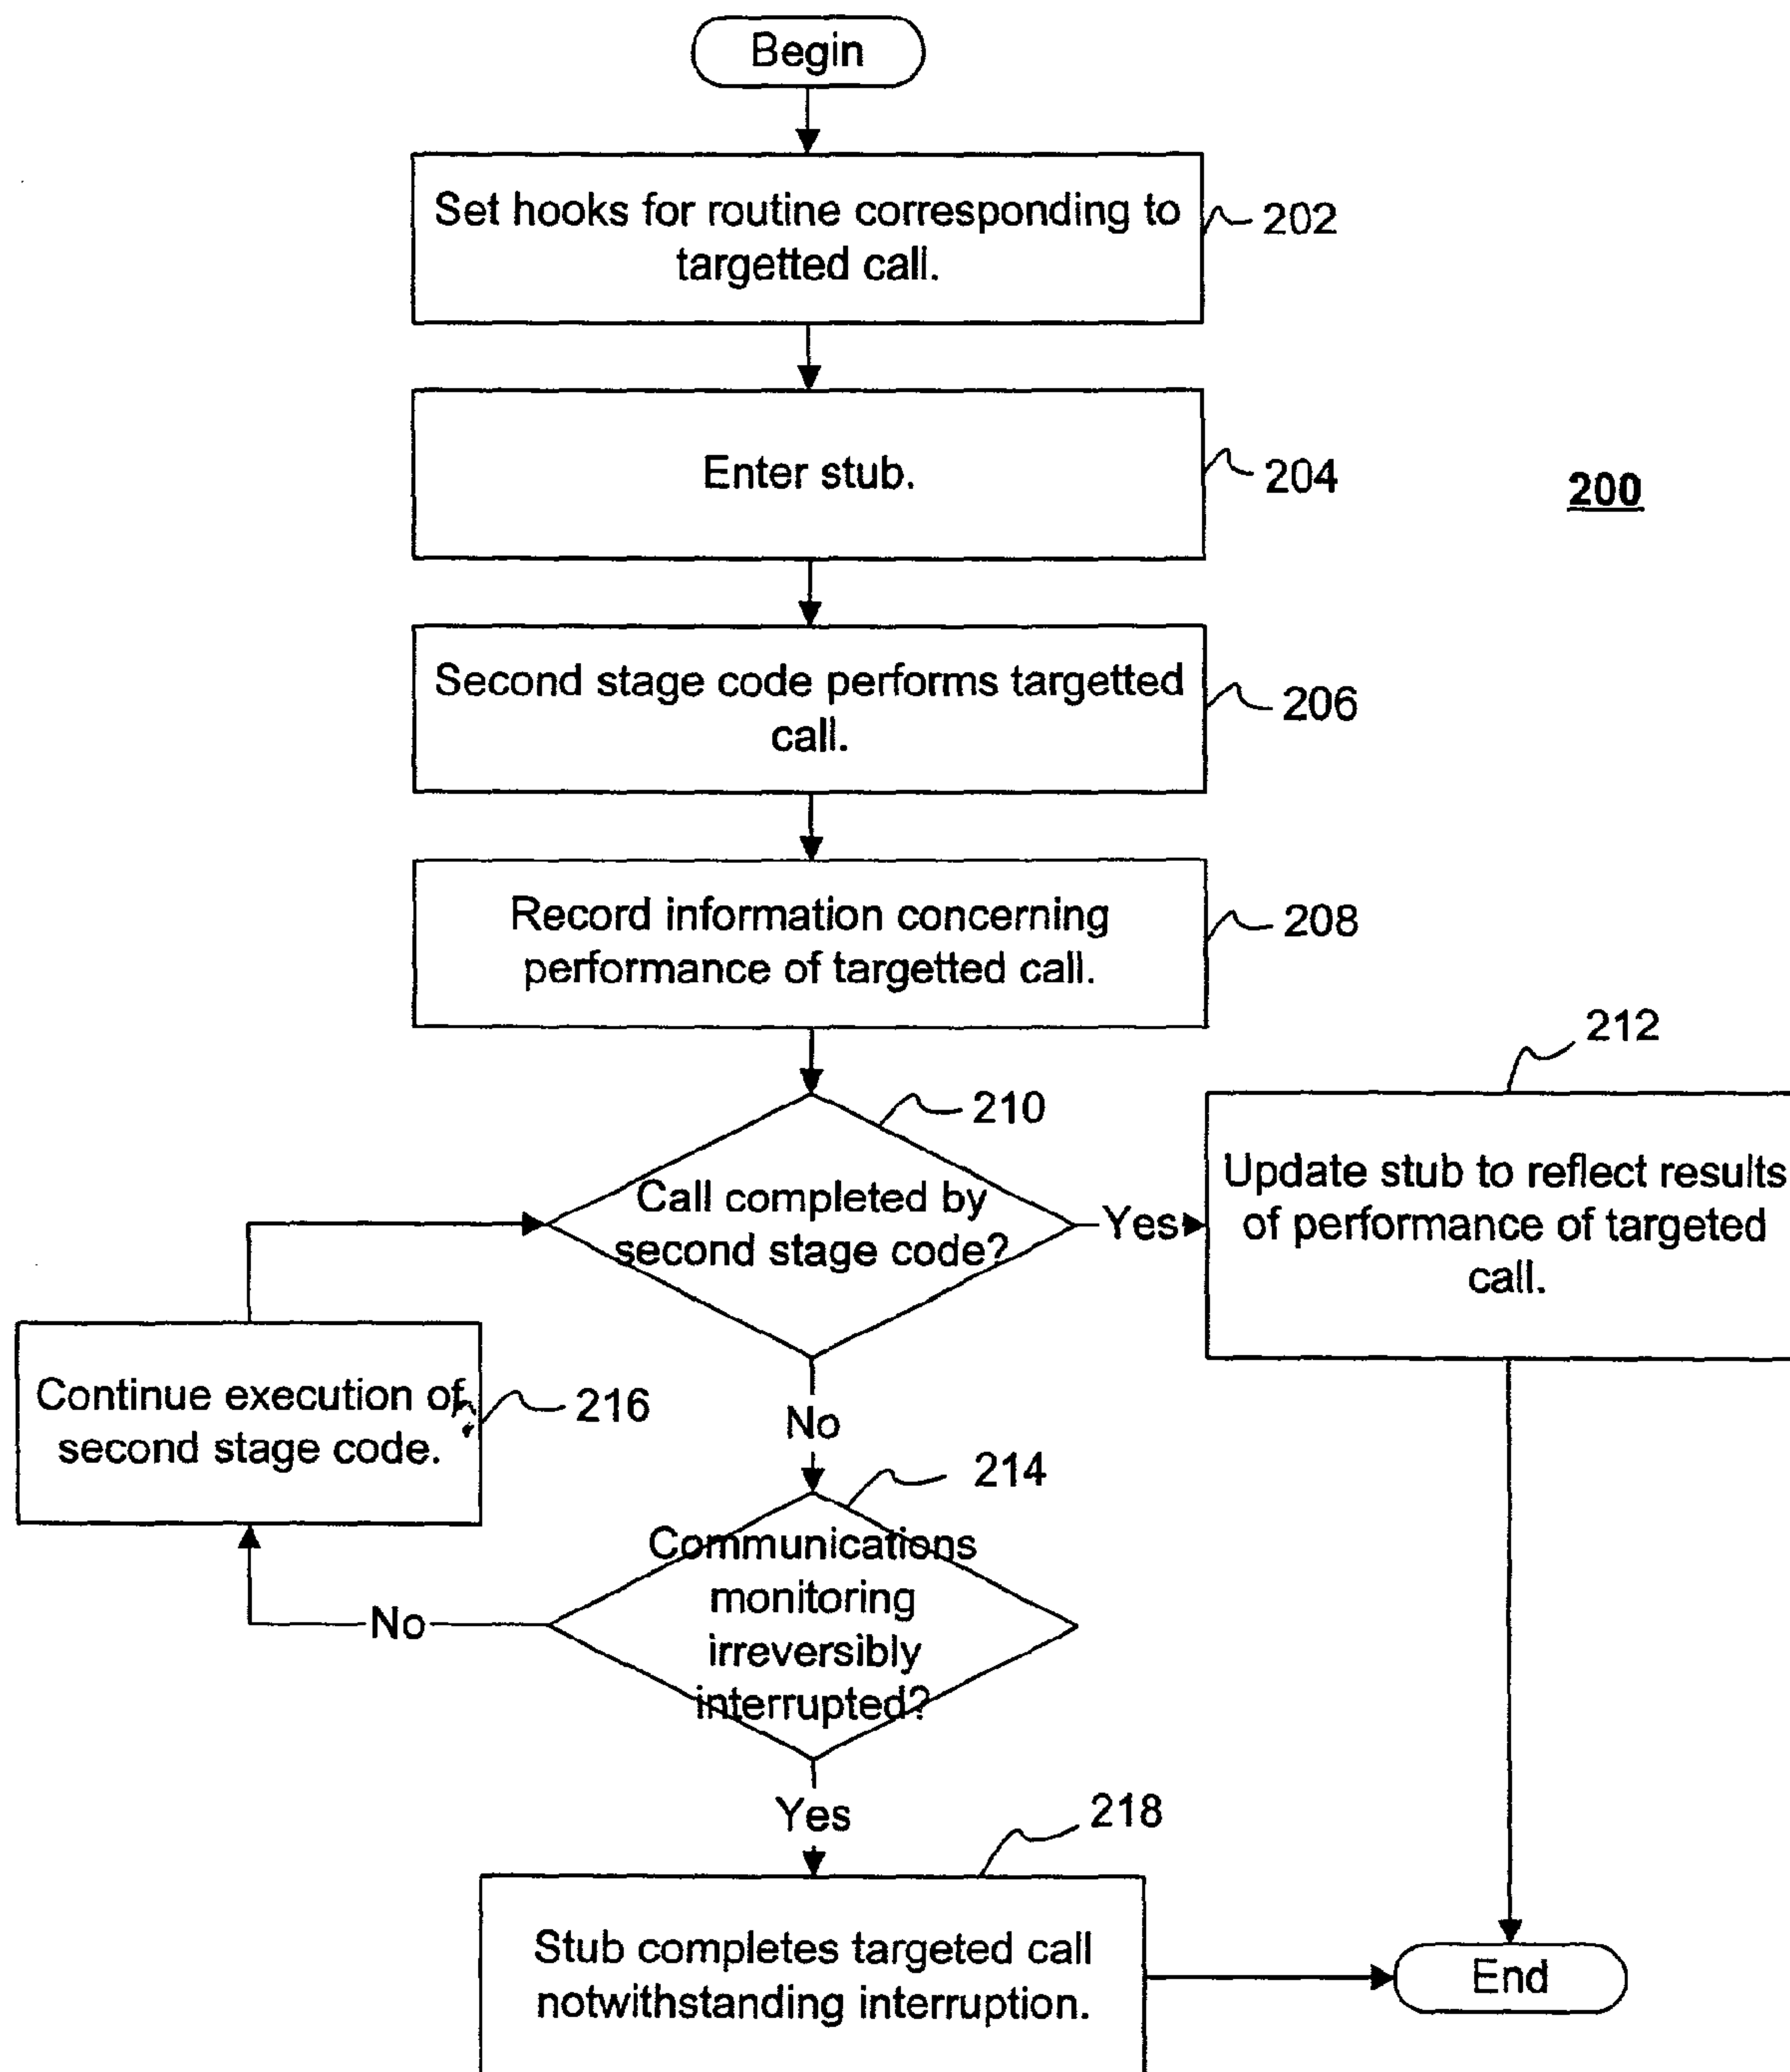 Begin
Set hooks for routine corresponding to
targetted call.
202
Enter stub.
204
200
Second stage code performs targetted
call.
206
Record information concerning
performance of targetted call.
208
210
212
Call completed by
second stage code?
Yes
Update stub to reflect results
of performance of targeted
call.
Continue execution of
second stage code.
216
No
214
Communications
monitoring
irreversibly
interrupted?
No
Yes
218
Stub completes targeted call
notwithstanding interruption.
End